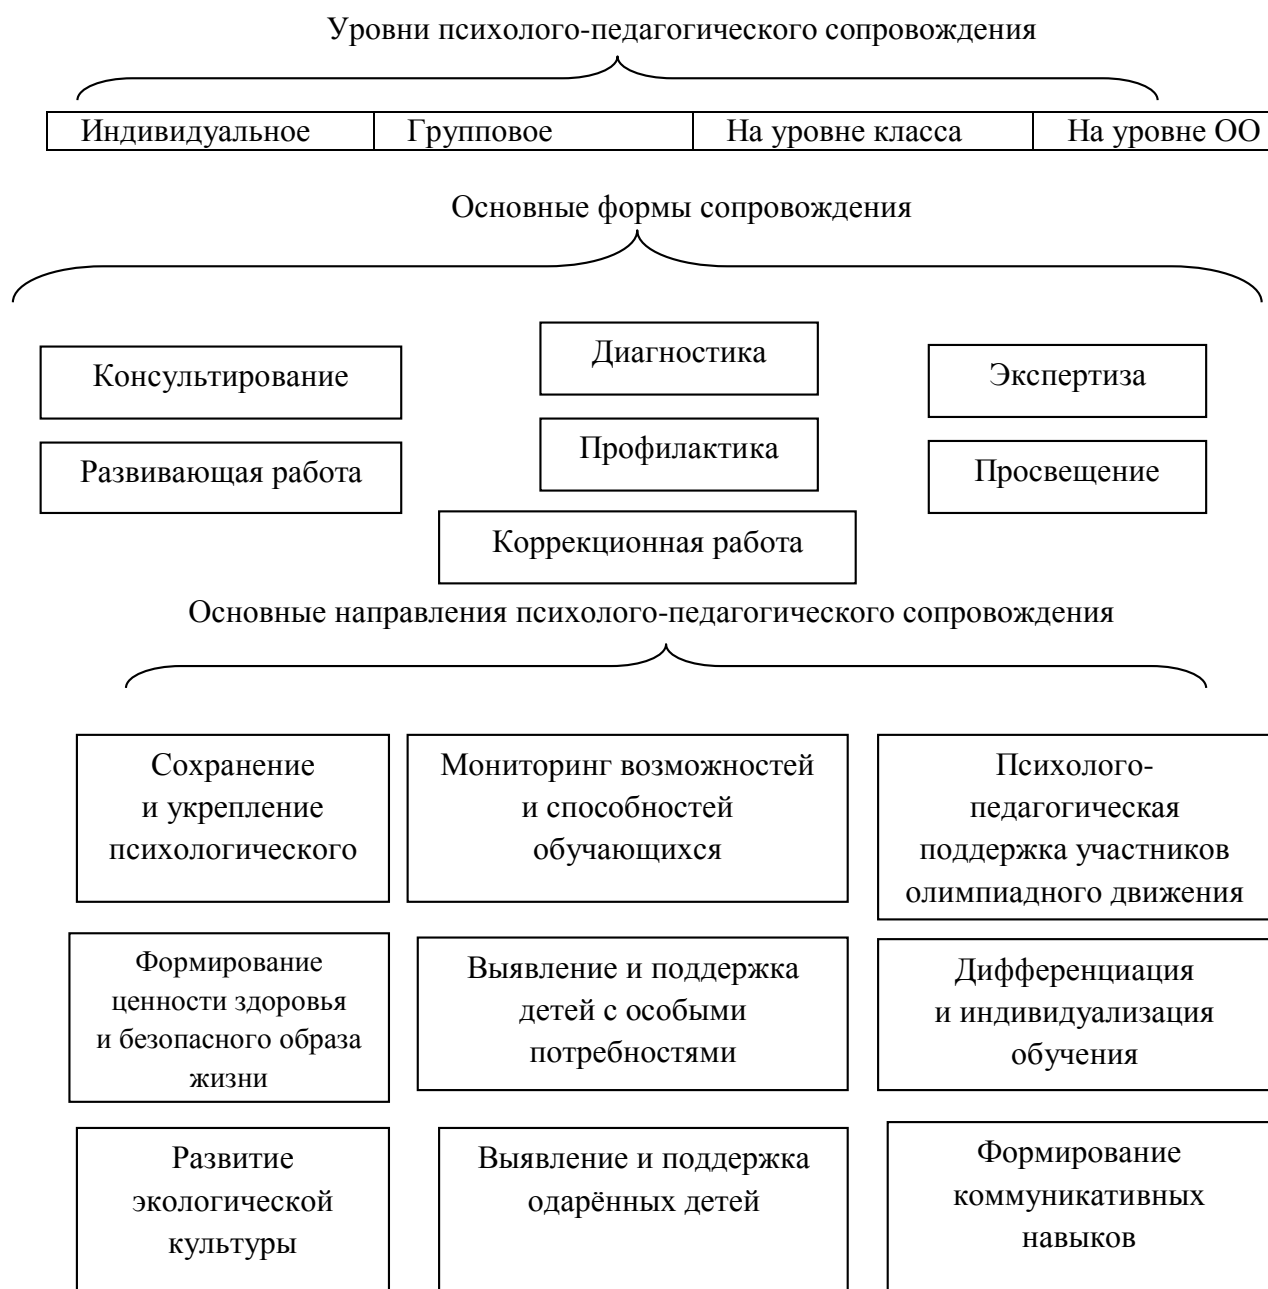 Уровни психолого-педагогического сопровождения
Индивидуальное Групповое На уровне класса На уровне ОО
Основные формы сопровождения
Консультирование
Диагностика
Экспертиза
Развивающая работа
Профилактика
Просвещение
Коррекционная работа
Основные направления психолого-педагогического сопровождения
Сохранение
и укрепление
психологического
Мониторинг возможностей
и способностей
обучающихся
Психолого-
педагогическая
поддержка участников
олимпиадного движения
Формирование
ценности здоровья
и безопасного образа
жизни
Выявление и поддержка
детей с особыми
потребностями
Дифференциация
и индивидуализация
обучения
Развитие
экологической
культуры
Выявление и поддержка
одарённых детей
Формирование
коммуникативных
навыков